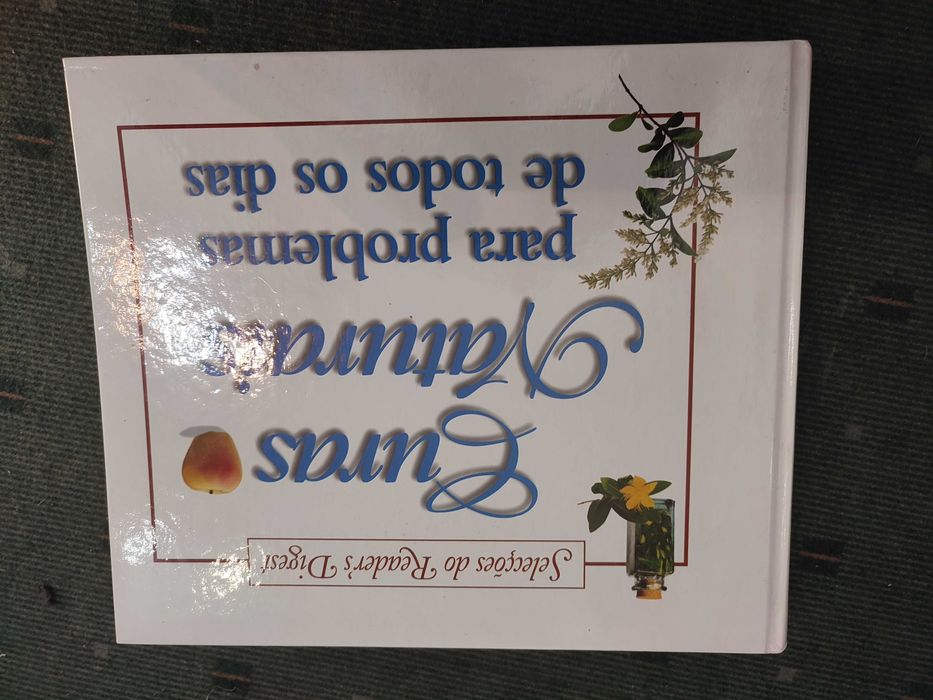 Selecções do Reader's Digest
Curas
Naturais
para problemas
de todos os dias